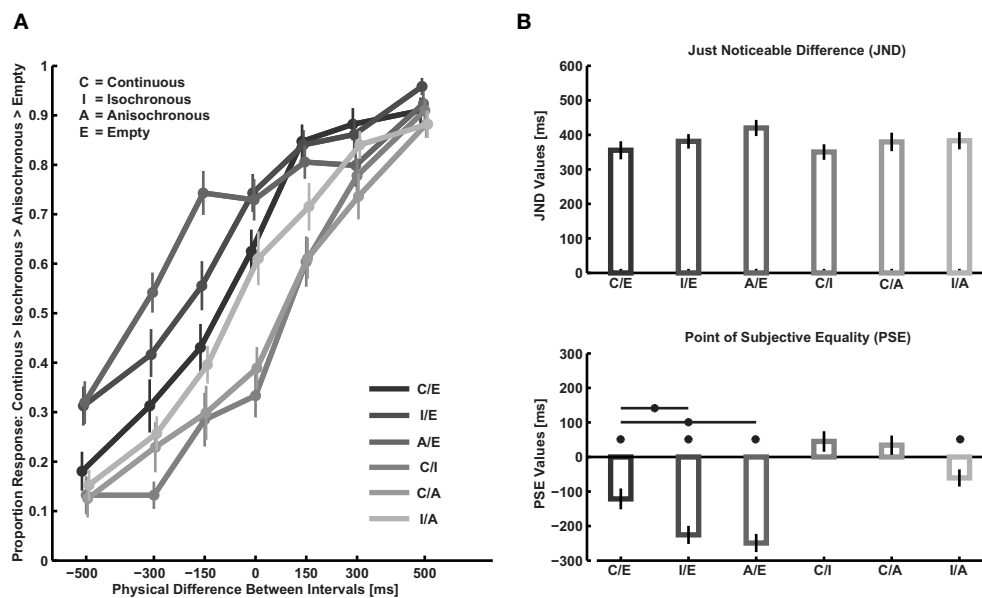 A
Proportion Response: Continous > Isochronous > Anisochronous > Empty
1
0.9
0.8
0.7
0.6
0.5
0.4
0.3
0.2
0.1
0
C = Continuous
I = Isochronous
A = Anisochronous
E = Empty
C/E
I/E
A/E
C/I
C/A
I/A
−500 −300 −150 0 150 300 500
Physical Difference Between Intervals [ms]
B
Just Noticeable Difference (JND)
JND Values [ms]
600
500
400
300
200
100
0
C/E I/E A/E C/I C/A I/A
Point of Subjective Equality (PSE)
PSE Values [ms]
300
200
100
0
−100
−200
−300
C/E I/E A/E C/I C/A I/A